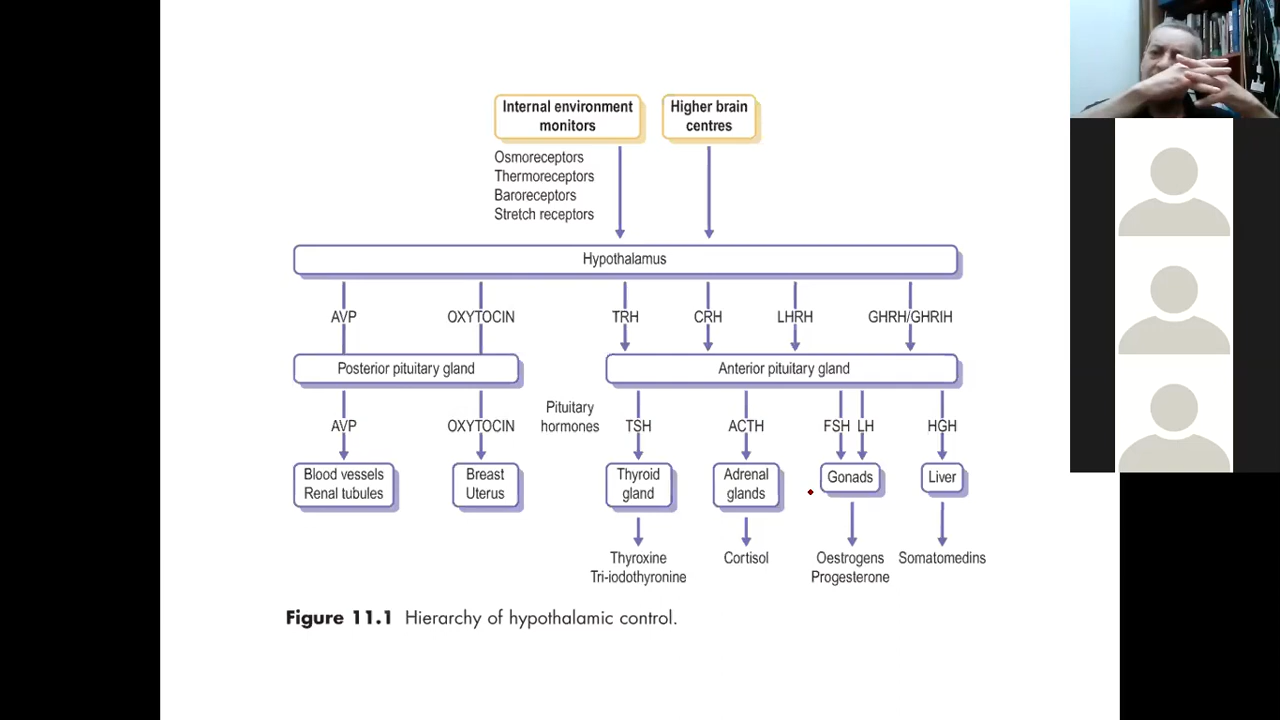 Internal environment
monitors
Higher brain
centres
Osmoreceptors
Thermoreceptors
Baroreceptors
Stretch receptors
Hypothalamus
AVP
OXYTOCIN
TRH
CRH
LHRH
GHRH/GHRIH
Posterior pituitary gland
Anterior pituitary gland
Pituitary
hormones
AVP
OXYTOCIN
TSH
ACTH
FSH
LH
HGH
Blood vessels
Renal tubules
Breast
Uterus
Thyroid
gland
Adrenal
glands
Gonads
Liver
Thyroxine
Tri-iodothyronine
Cortisol
Oestrogens
Progesterone
Somatomedins
Figure 11.1 Hierarchy of hypothalamic control.